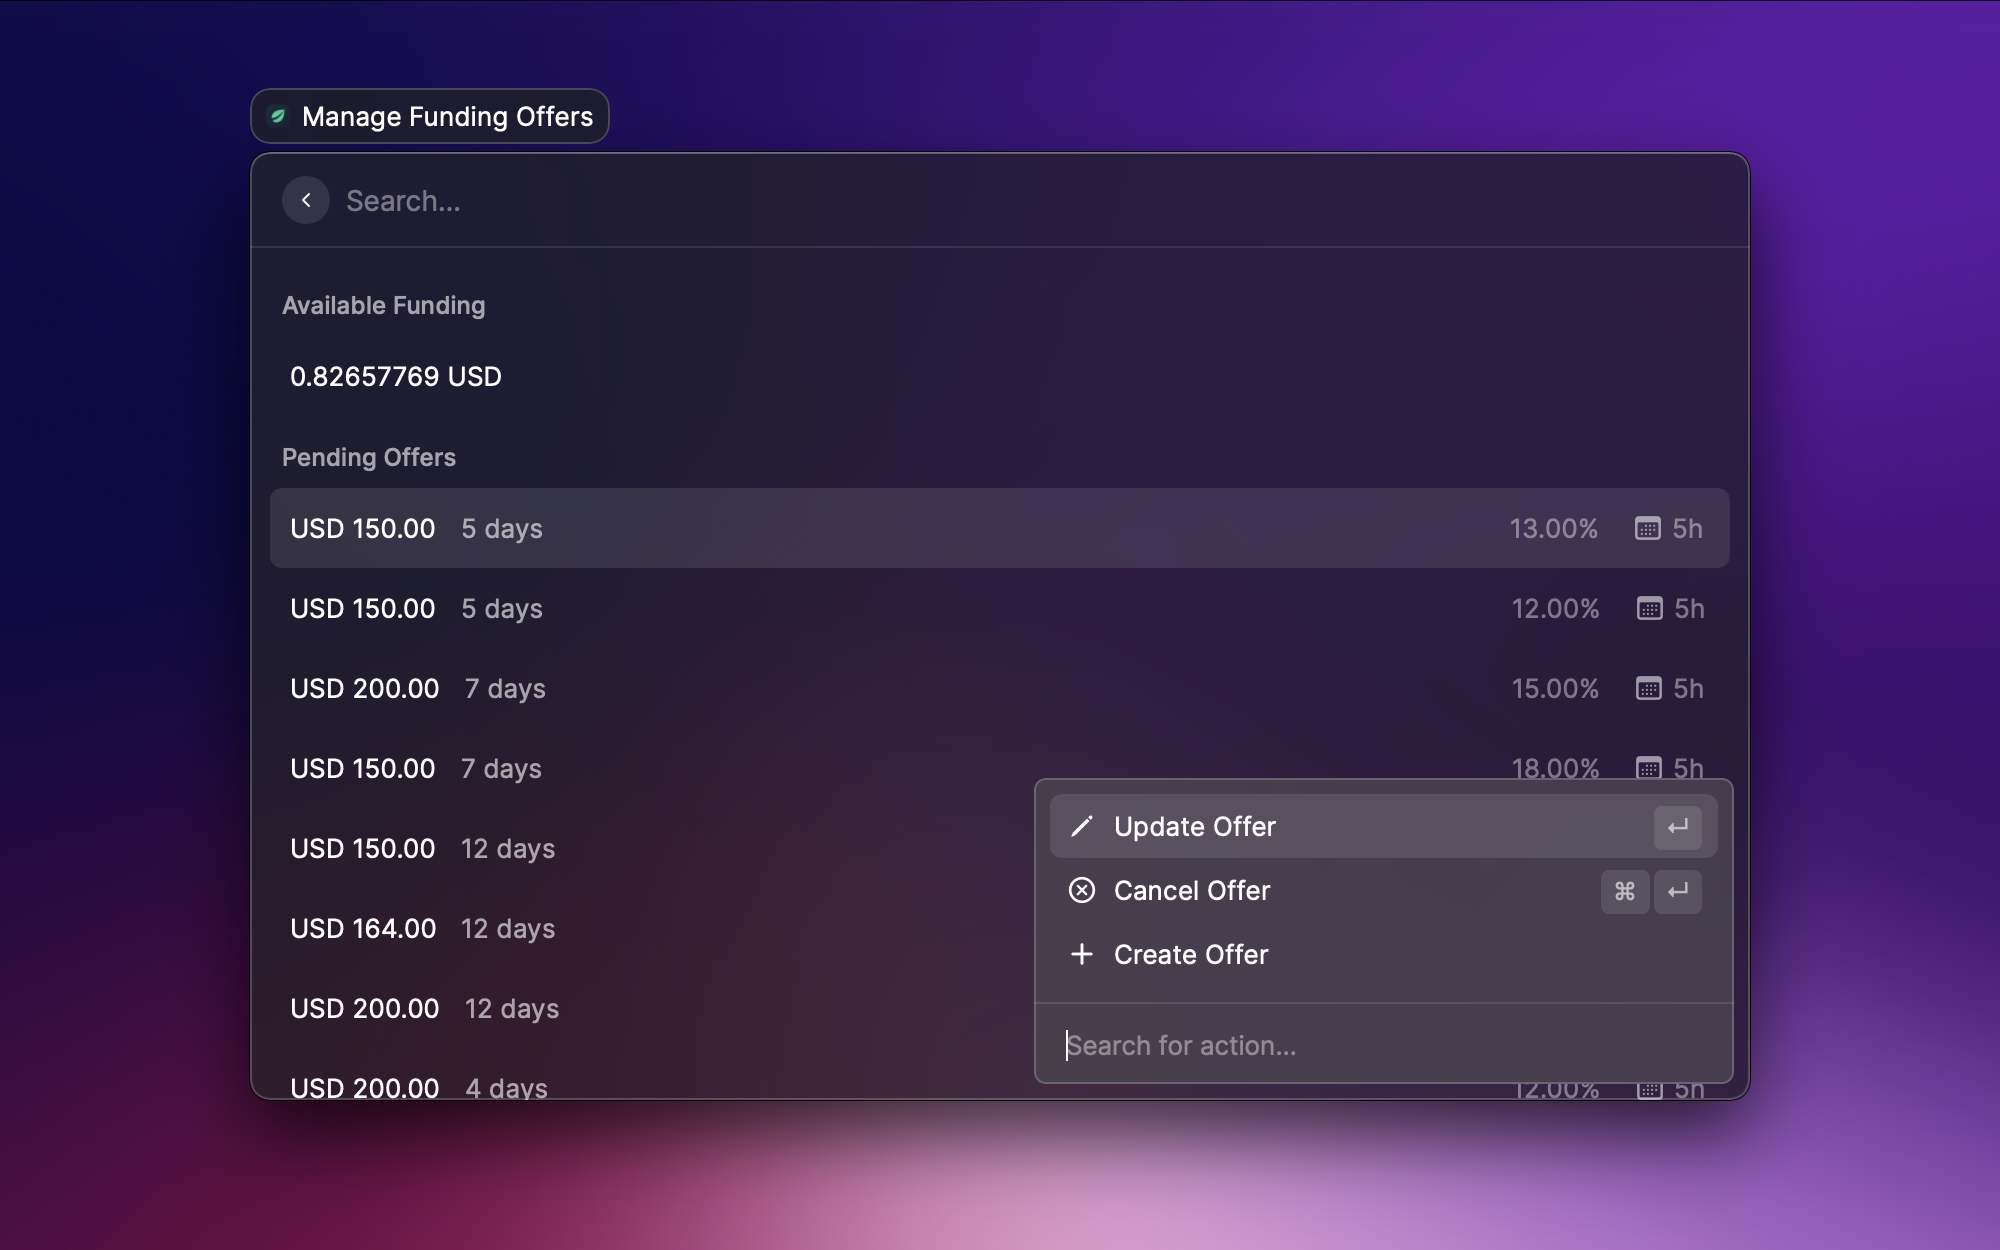 Manage Funding Offers
Search...
Available Funding
0.82657769 USD
Pending Offers
USD 150.00 5 days 13.00% 5h
USD 150.00 5 days 12.00% 5h
USD 200.00 7 days 15.00% 5h
USD 150.00 7 days 18.00% 5h
USD 150.00 12 days
USD 164.00 12 days
USD 200.00 12 days
USD 200.00 4 days 12.00% 5h
Update Offer ↵
Cancel Offer ⌘ ↵
Create Offer
Search for action...